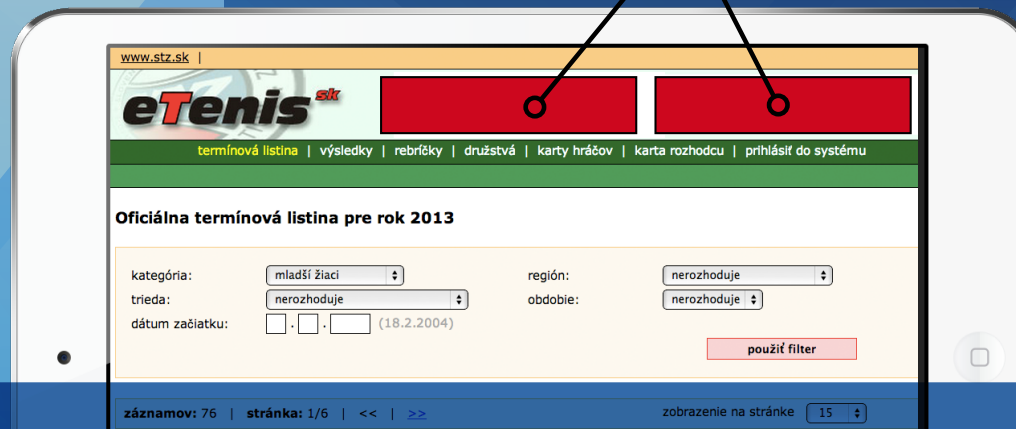 www.stz.sk |
eTenis sk
termínová listina | výsledky | rebríčky | družstvá | karty hráčov | karta rozhodcu | prihlásiť do systému
Oficiálna termínová listina pre rok 2013
kategória: mladší žiaci región: nerozhoduje
trieda: nerozhoduje obdobie: nerozhoduje
dátum začiatku: . . (18.2.2004)
použiť filter
záznamov: 76 | stránka: 1/6 | << | >> zobrazenie na stránke 15